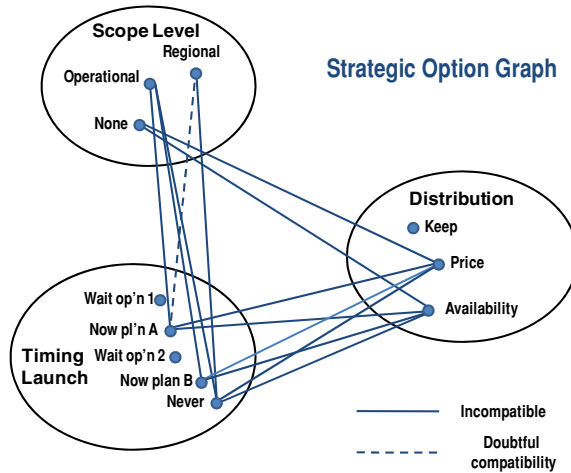 Scope Level
Regional
Strategic Option Graph
Operational
None
Distribution
Keep
Price
Availability
Wait op'n 1
Now pl'n A
Timing
Launch
Wait op'n 2
Now plan B
Never
Incompatible
Doubtful
compatibility